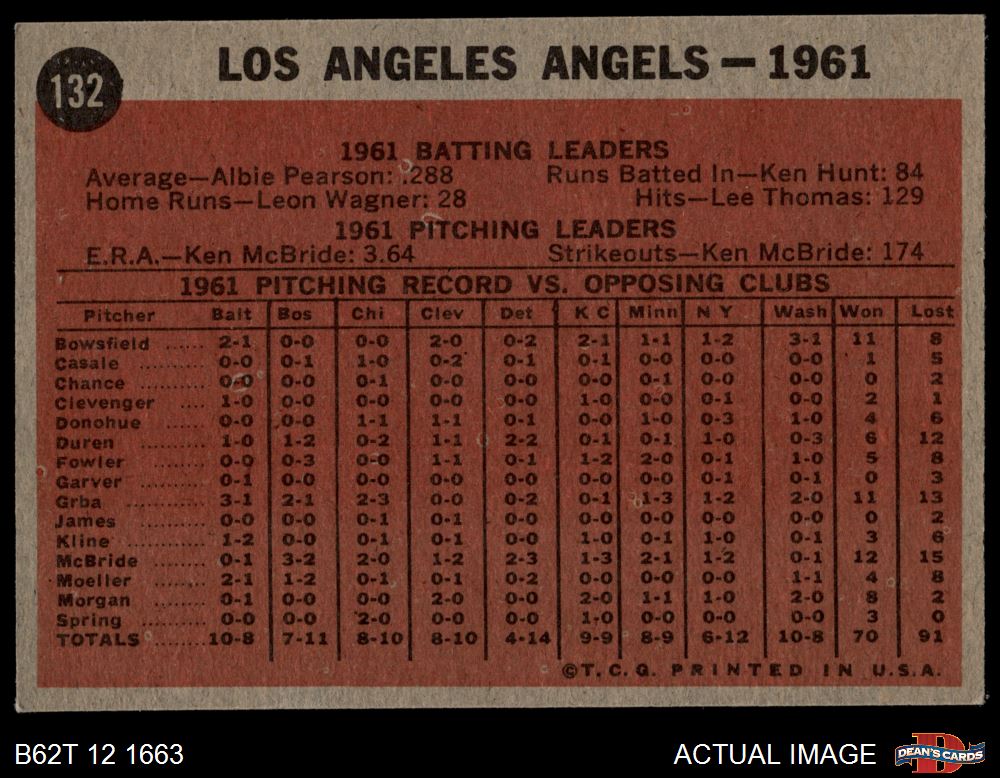 132
LOS ANGELES ANGELS — 1961
1961 BATTING LEADERS
Average—Albie Pearson: .288 Runs Batted In—Ken Hunt: 84
Home Runs—Leon Wagner: 28 Hits—Lee Thomas: 129
1961 PITCHING LEADERS
E.R.A.—Ken McBride: 3.64 Strikeouts—Ken McBride: 174
1961 PITCHING RECORD VS. OPPOSING CLUBS
Pitcher Balt Bos Chi Clev Det K C Minn N Y Wash Won Lost
Bowsfield ...... 2-1 0-0 0-0 2-0 0-2 2-1 1-1 1-2 3-1 11 8
Casale ......... 0-0 0-1 1-0 0-2 0-1 0-1 0-0 0-0 0-0 1 5
Chance ........ 0-0 0-0 0-1 0-0 0-0 0-0 0-1 0-0 0-0 0 2
Clevenger .... 1-0 0-0 0-0 0-0 0-0 1-0 0-0 0-1 0-0 2 1
Donohue ...... 0-0 0-0 1-1 1-1 0-1 0-0 1-0 0-3 1-0 4 6
Duren .......... 1-0 1-2 0-2 1-1 2-2 0-1 0-1 1-0 0-3 6 12
Fowler ......... 0-0 0-3 0-0 1-1 0-1 1-2 2-0 0-1 1-0 5 8
Garver ......... 0-1 0-0 0-0 0-0 0-0 0-0 0-0 0-1 0-1 0 3
Grba ............ 3-1 2-1 2-3 0-0 0-2 0-1 1-3 1-2 2-0 11 13
James .......... 0-0 0-0 0-1 0-1 0-0 0-0 0-0 0-0 0-0 0 2
Kline ............ 1-2 0-0 0-1 0-1 0-0 1-0 0-1 1-0 0-1 3 6
McBride ....... 0-1 3-2 2-0 1-2 2-3 1-3 2-1 1-2 0-1 12 15
Moeller ........ 2-1 1-2 0-1 0-1 0-2 0-0 0-0 0-0 1-1 4 8
Morgan ........ 0-1 0-0 0-0 2-0 0-0 2-0 1-1 1-0 2-0 8 2
Spring .......... 0-0 0-0 2-0 0-0 0-0 1-0 0-0 0-0 0-0 3 0
TOTALS ........ 10-8 7-11 8-10 8-10 4-14 9-9 8-9 6-12 10-8 70 91
©T.C.G. PRINTED IN U.S.A.
B62T 12 1663 ACTUAL IMAGE DEAN'S CARDS